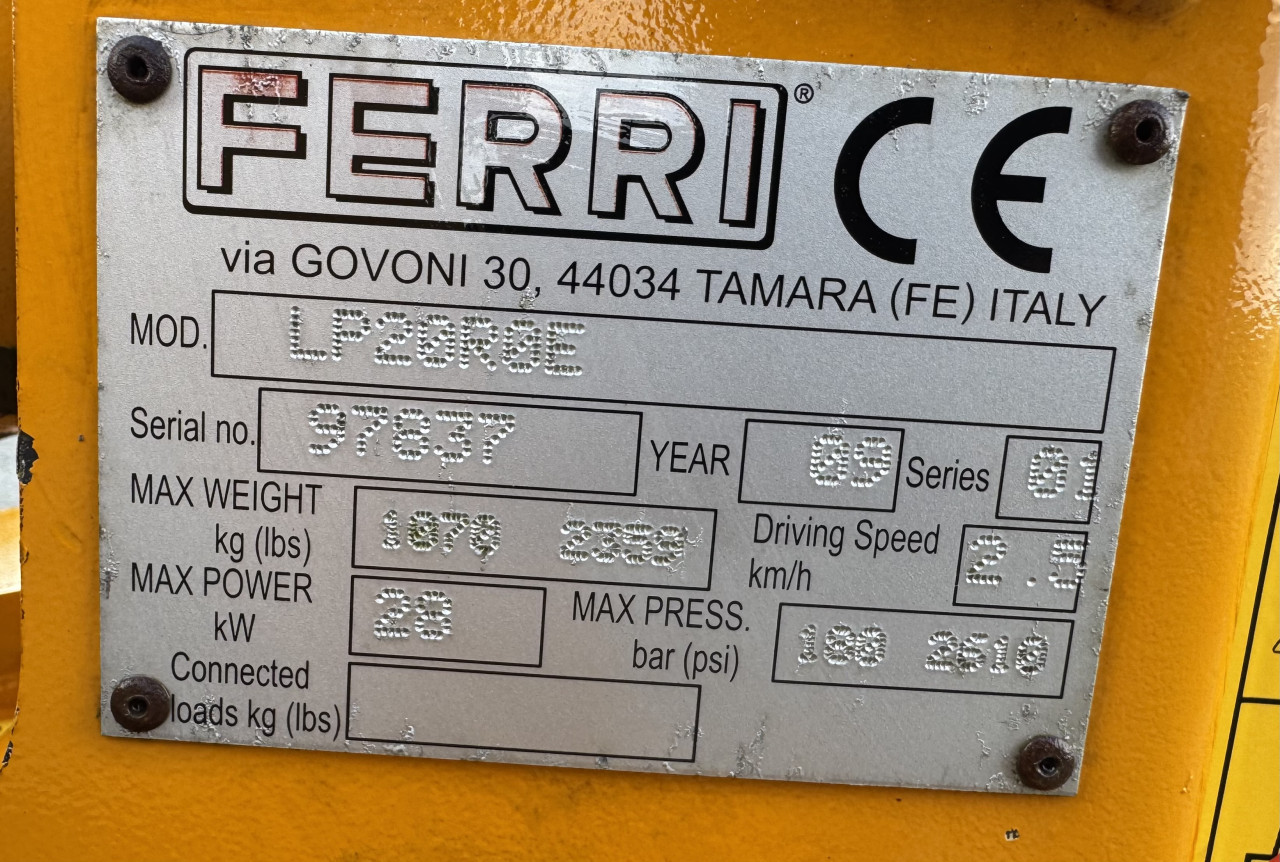 FERRI® CE
via GOVONI 30, 44034 TAMARA (FE) ITALY
MOD. LP20R0E
Serial no. 97837 YEAR 09 Series 01
MAX WEIGHT kg (lbs) 1070 2359 Driving Speed km/h 2.5
MAX POWER kW 28 MAX PRESS. bar (psi) 180 2610
Connected loads kg (lbs)